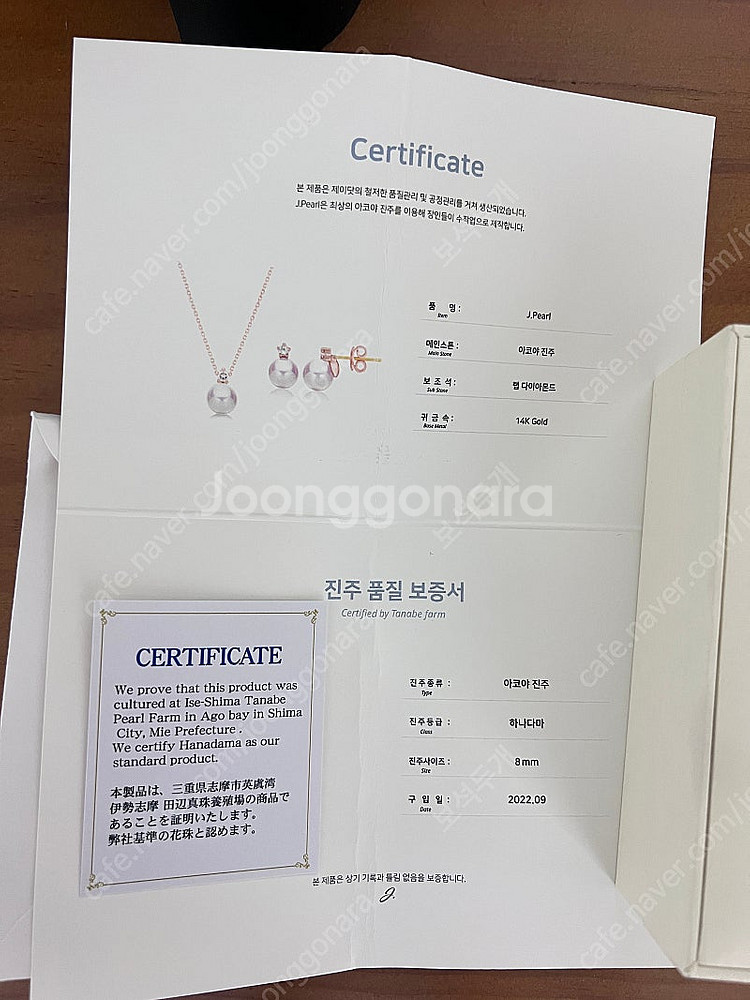 Certificate
본 제품은 제이닷의 철저한 품질관리 및 공정관리를 거쳐 생산되었습니다.
J.Pearl은 최상의 아코야 진주를 이용해 장인들이 수작업으로 제작합니다.
품 명 : J.Pearl
Item
메인스톤 : 아코야 진주
Main Stone
보 조 석 : 랩 다이아몬드
Sub Stone
귀 금 속 : 14K Gold
Base Metal
Joonggonara
진주 품질 보증서
Certified by Tanabe farm
CERTIFICATE
We prove that this product was
cultured at Ise-Shima Tanabe
Pearl Farm in Ago bay in Shima
City, Mie Prefecture .
We certify Hanadama as our
standard product.
本製品は、三重県志摩市英虞湾
伊勢志摩 田辺真珠養殖場の商品で
あることを証明いたします。
弊社基準の花珠と認めます。
진주종류 : 아코야 진주
Type
진주등급 : 하나다마
Class
진주사이즈 : 8mm
Size
구 입 일 : 2022.09
Date
본 제품은 상기 기록과 틀림 없음을 보증합니다.
J.
cafe.naver.com/joonggonara
보석두개